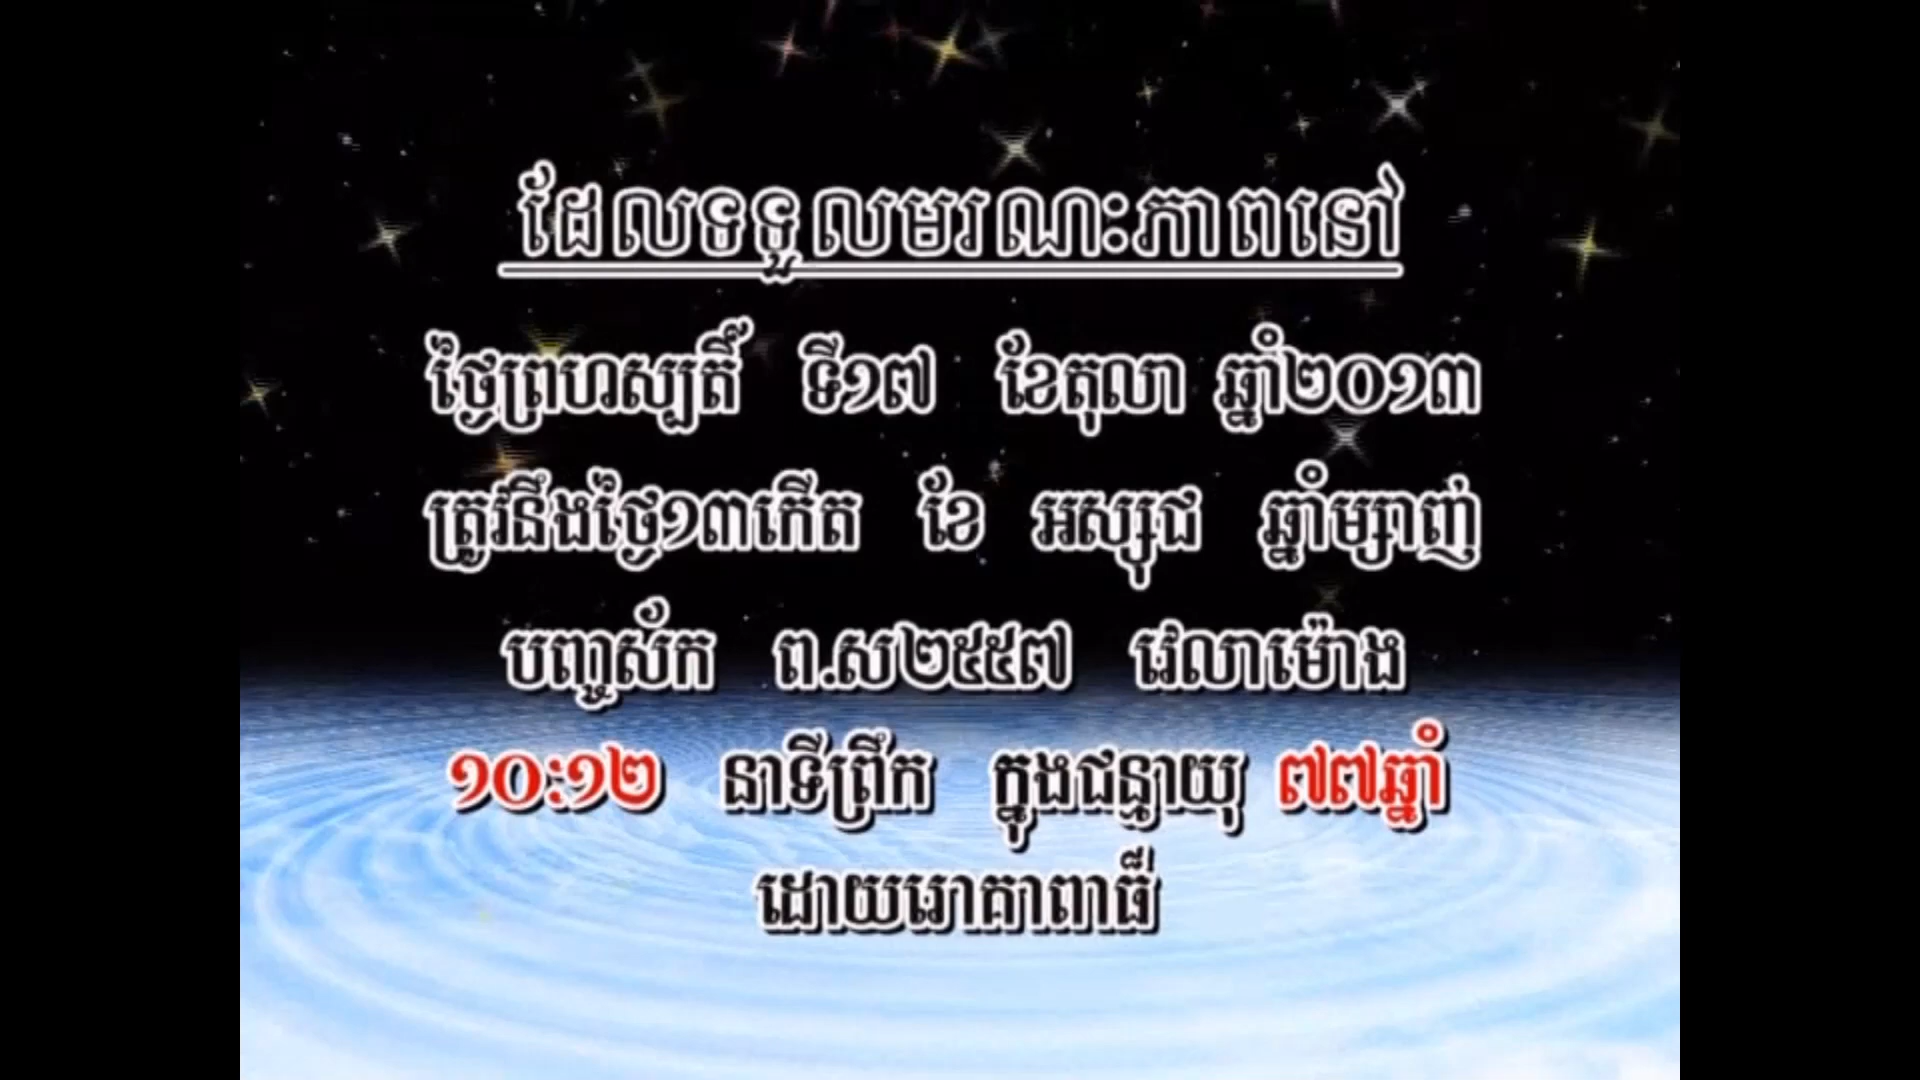 ដែលទទួលមរណះភាពនៅ
ថ្ងៃព្រហស្បតិ៍ ទី១៧ ខែតុលា ឆ្នាំ២០១៣
ត្រូវនឹងថ្ងៃ១៣កើត ខែ អស្សុជ ឆ្នាំម្សាញ់
បញ្ចស័ក ព.ស២៥៥៧ វេលាម៉ោង
១០:១២ នាទីព្រឹក ក្នុងជន្មាយុ ៧៧ឆ្នាំ
ដោយរោគាពាធ៏